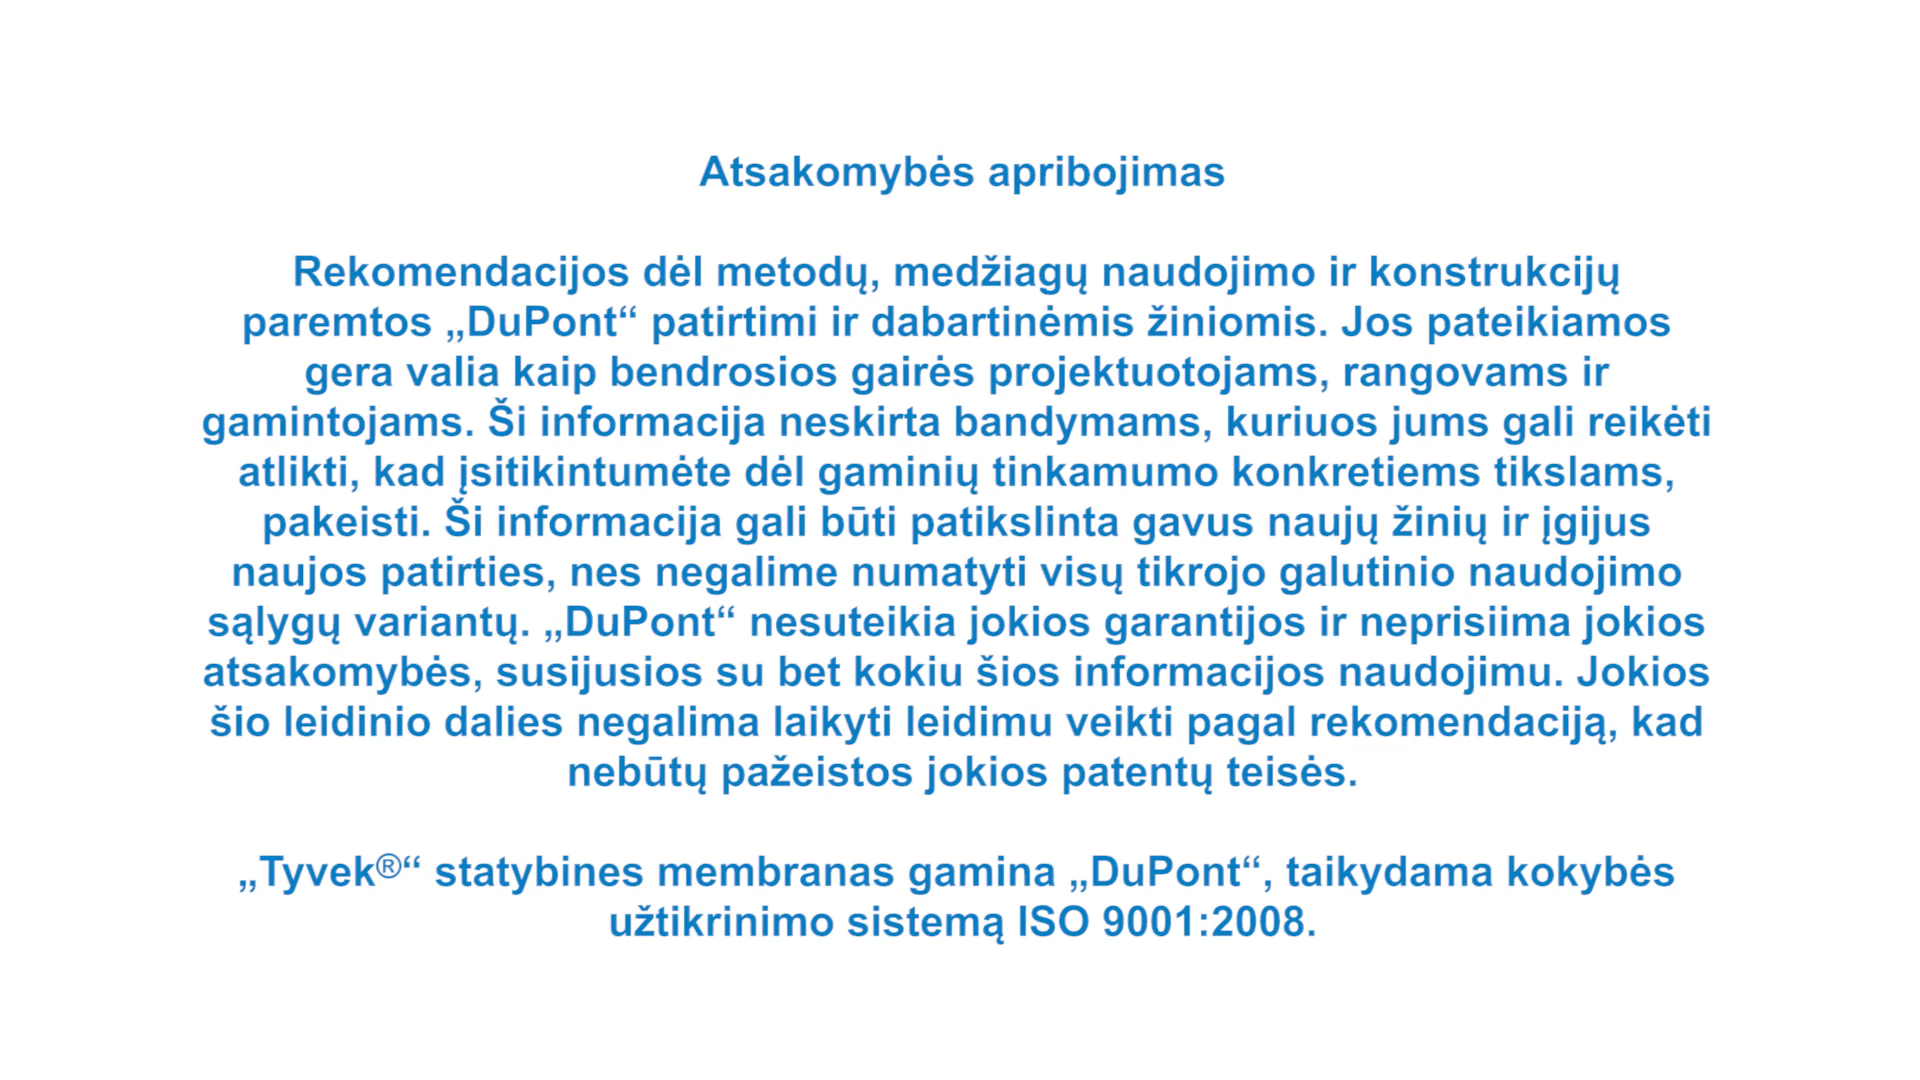 Atsakomybės apribojimas
Rekomendacijos dėl metodų, medžiagų naudojimo ir konstrukcijų
paremtos „DuPont“ patirtimi ir dabartinėmis žiniomis. Jos pateikiamos
gera valia kaip bendrosios gairės projektuotojams, rangovams ir
gamintojams. Ši informacija neskirta bandymams, kuriuos jums gali reikėti
atlikti, kad įsitikintumėte dėl gaminių tinkamumo konkretiems tikslams,
pakeisti. Ši informacija gali būti patikslinta gavus naujų žinių ir įgijus
naujos patirties, nes negalime numatyti visų tikrojo galutinio naudojimo
sąlygų variantų. „DuPont“ nesuteikia jokios garantijos ir neprisiima jokios
atsakomybės, susijusios su bet kokiu šios informacijos naudojimu. Jokios
šio leidinio dalies negalima laikyti leidimu veikti pagal rekomendaciją, kad
nebūtų pažeistos jokios patentų teisės.
„Tyvek®“ statybines membranas gamina „DuPont“, taikydama kokybės
užtikrinimo sistemą ISO 9001:2008.